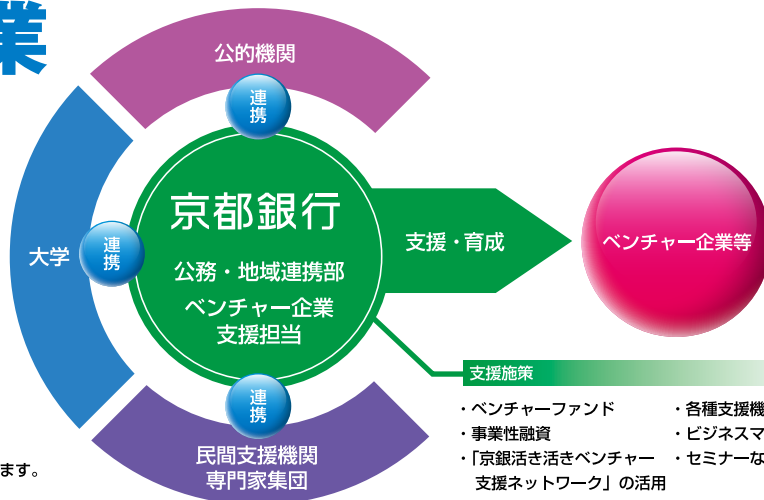 業
公的機関
連携
大学
連携
京都銀行
公務・地域連携部
ベンチャー企業
支援担当
支援・育成
ベンチャー企業等
連携
民間支援機関
専門家集団
支援施策
・ベンチャーファンド
・事業性融資
・「京銀活き活きベンチャー
支援ネットワーク」の活用
・各種支援機
・ビジネスマ
・セミナーな
ます。